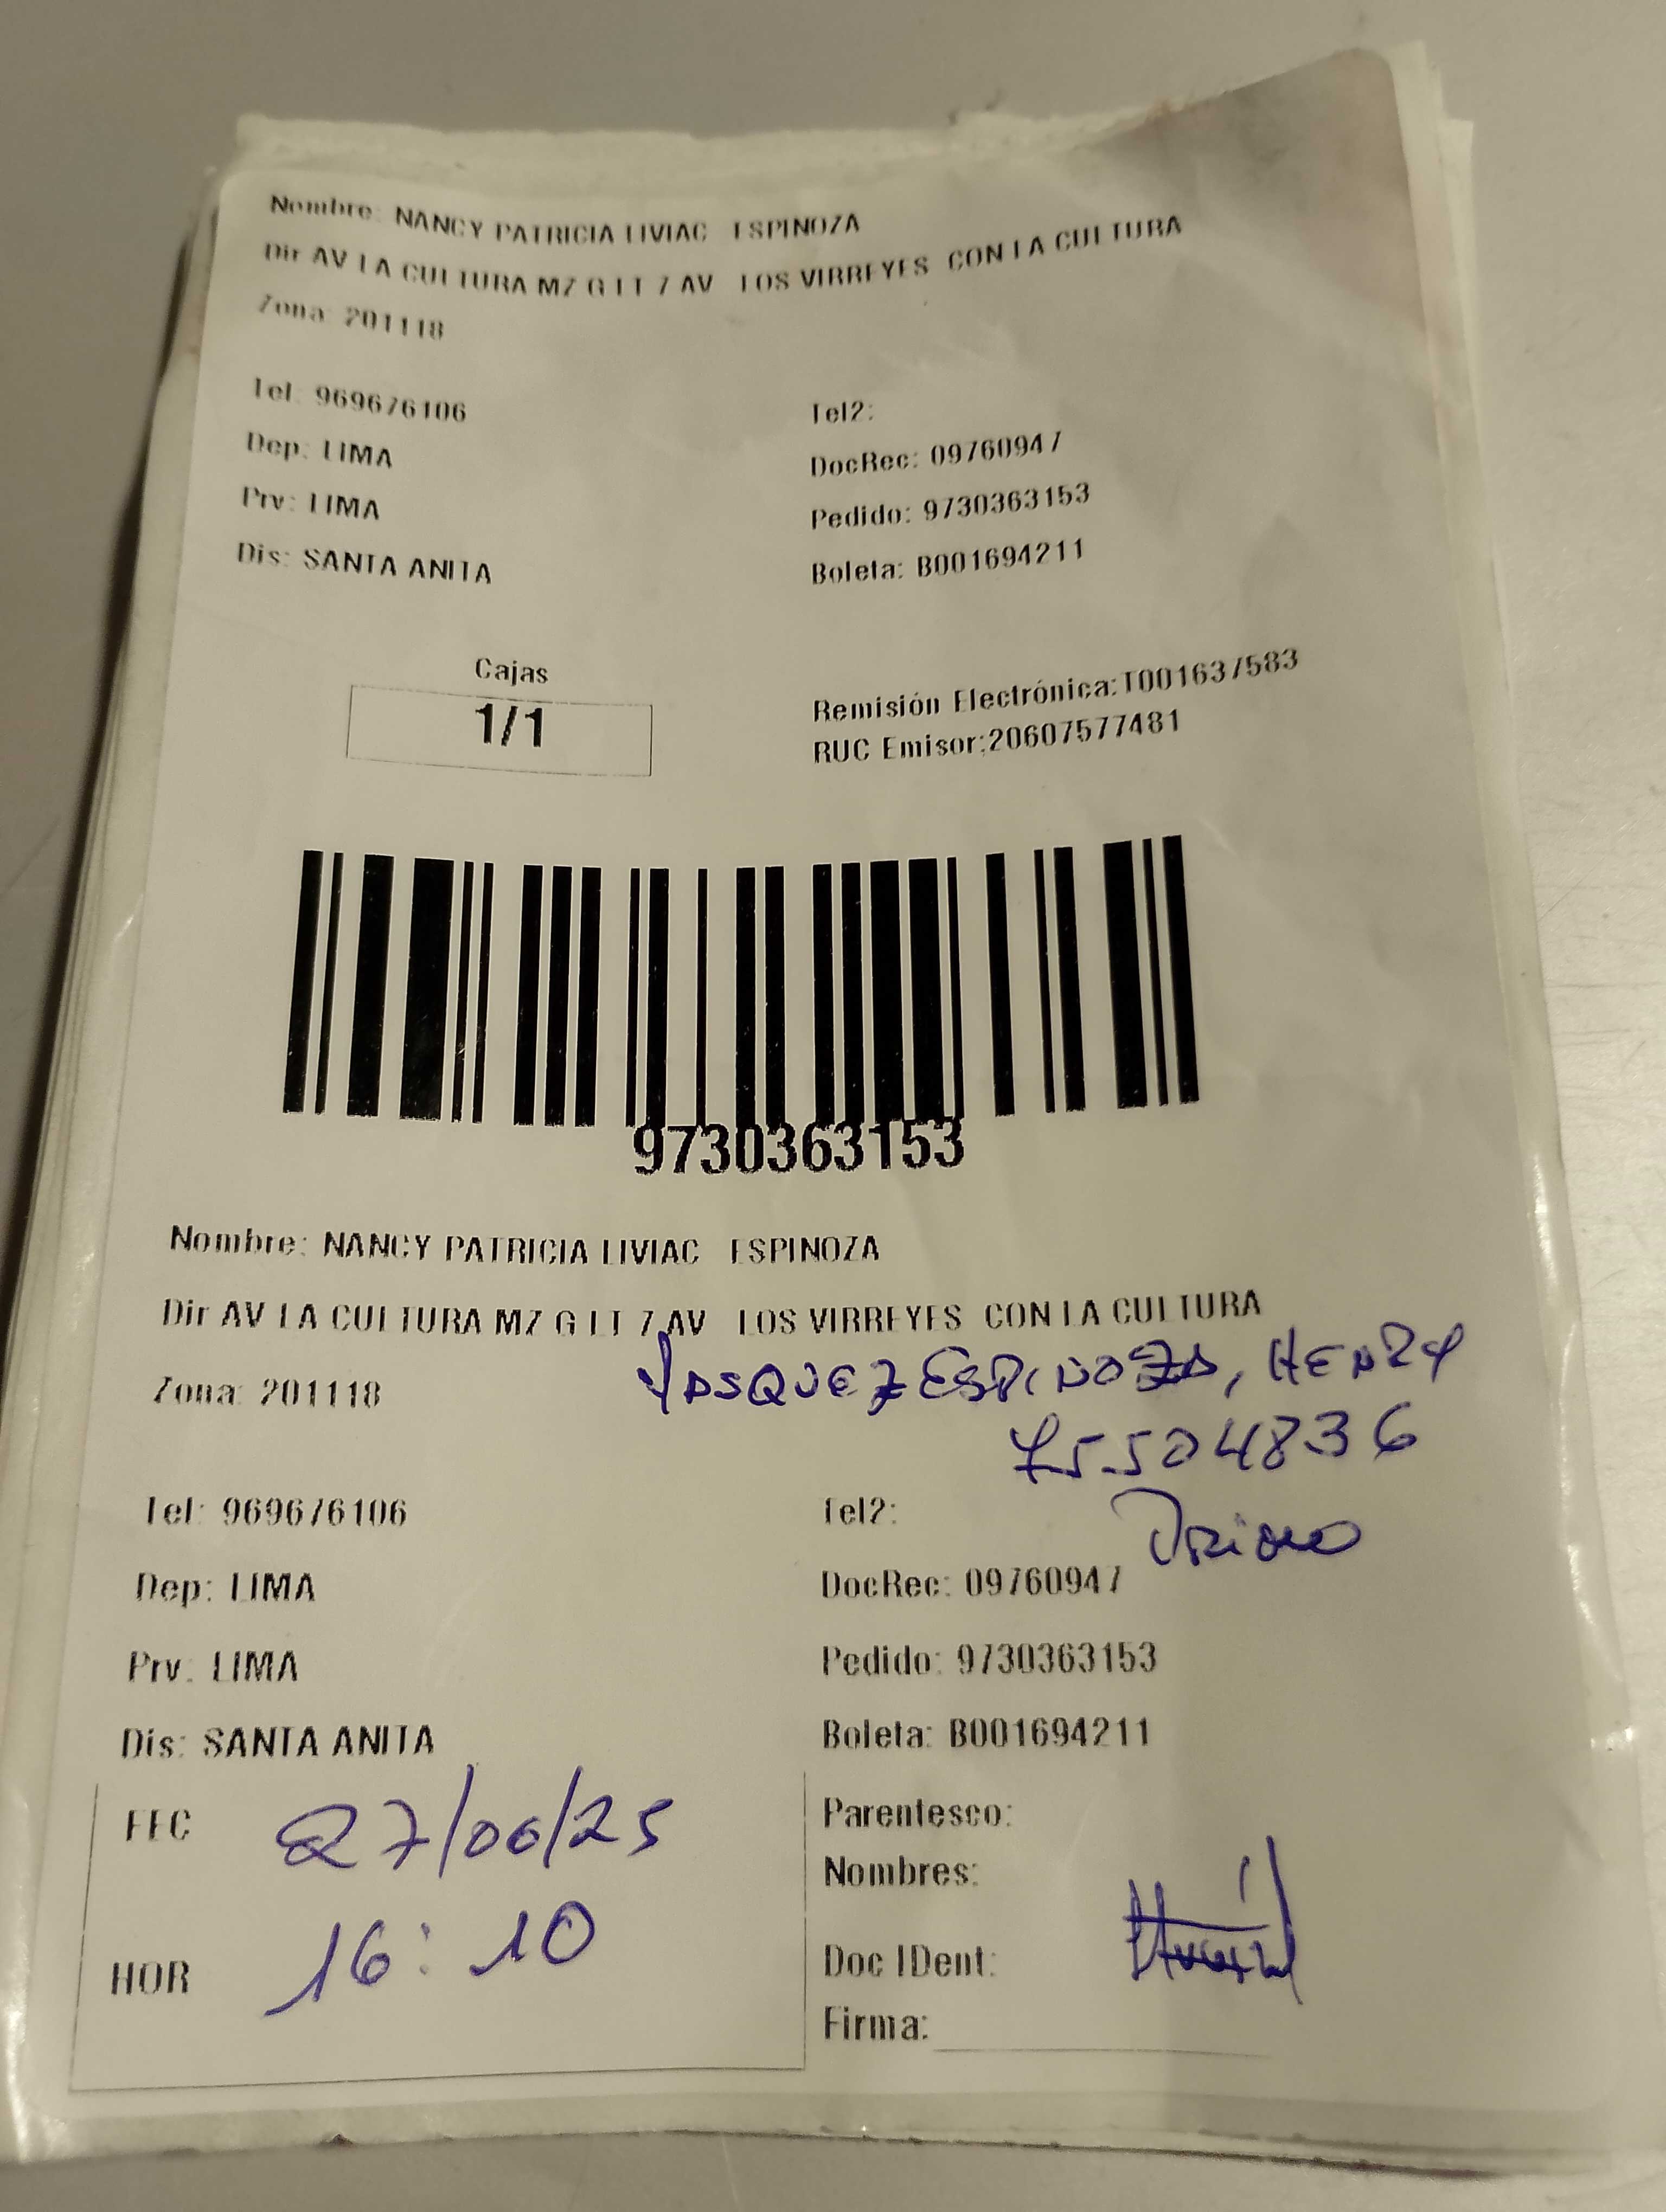 Nombre: NANCY PATRICIA LIVIAC ESPINOZA
Dir AV LA CULTURA MZ G LT 7 AV LOS VIRREYES CON LA CULTURA
Zona: 201118
Tel: 969676106
Tel2:
Dep: LIMA
DocRec: 09760947
Prv: LIMA
Pedido: 9730363153
Dis: SANTA ANITA
Boleta: B001694211
Cajas
1/1
Remisión Electrónica:T001637583
RUC Emisor:20607577481
9730363153
Nombre: NANCY PATRICIA LIVIAC ESPINOZA
Dir AV LA CULTURA MZ G LT 7 AV LOS VIRREYES CON LA CULTURA
VASQUEZ ESPINOZA, HENRY
Zona: 201118
75504836
Tel: 969676106
Tel2:
Primo
Dep: LIMA
DocRec: 09760947
Prv: LIMA
Pedido: 9730363153
Dis: SANTA ANITA
Boleta: B001694211
FEC 27/06/25
Parentesco:
Nombres:
HOR 16:10
Doc IDent:
Firma: